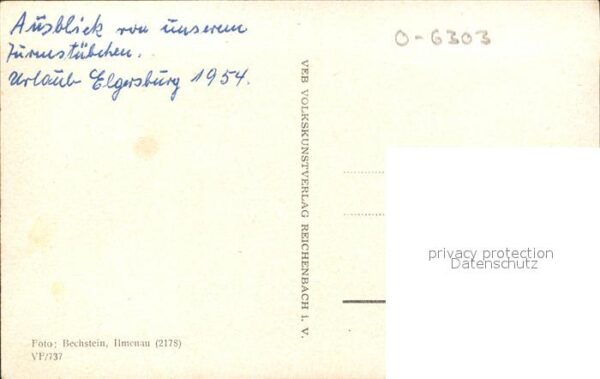 Ausblick von unserem
Turmstübchen.
Urlaub Elgersburg 1954.
O-6303
VEB VOLKSKUNSTVERLAG REICHENBACH i. V.
privacy protection
Datenschutz
Foto: Bechstein, Ilmenau (2178)
VF/737